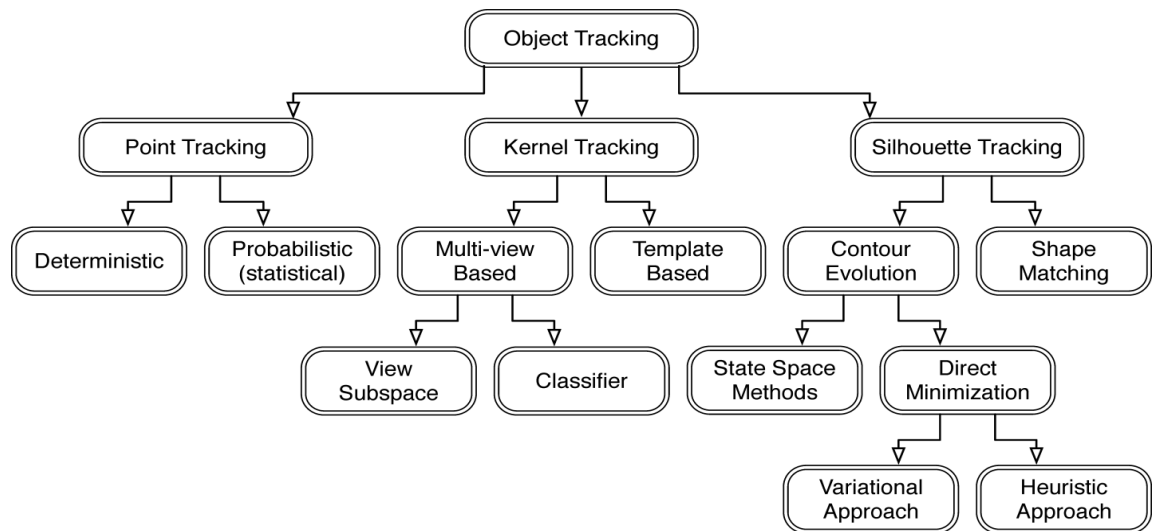 Object Tracking
Point Tracking
Kernel Tracking
Silhouette Tracking
Deterministic
Probabilistic
(statistical)
Multi-view
Based
Template
Based
Contour
Evolution
Shape
Matching
View
Subspace
Classifier
State Space
Methods
Direct
Minimization
Variational
Approach
Heuristic
Approach